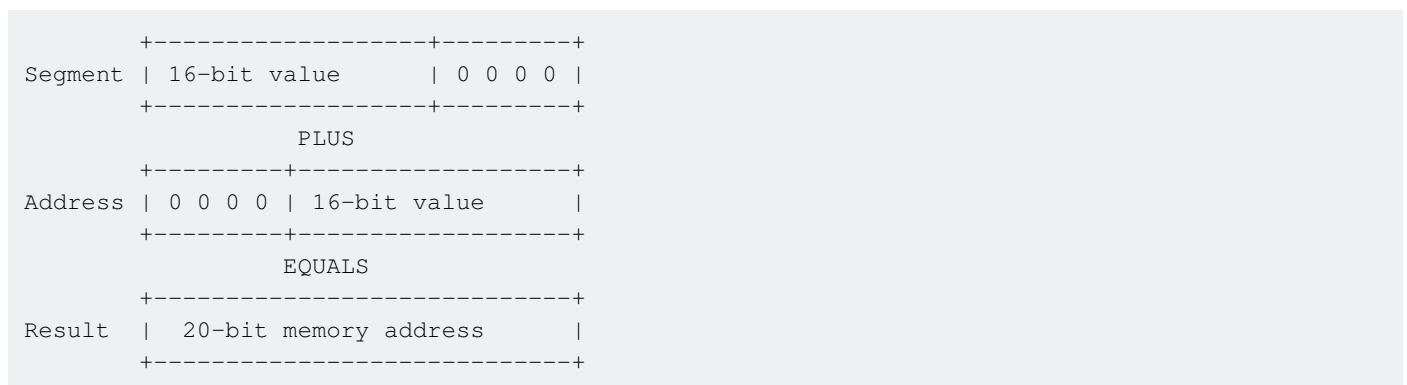 +-------------------+---------+
Segment | 16-bit value      | 0 0 0 0 |
        +-------------------+---------+
                   PLUS
        +---------+-------------------+
Address | 0 0 0 0 | 16-bit value      |
        +---------+-------------------+
                  EQUALS
        +-----------------------------+
Result  |  20-bit memory address      |
        +-----------------------------+